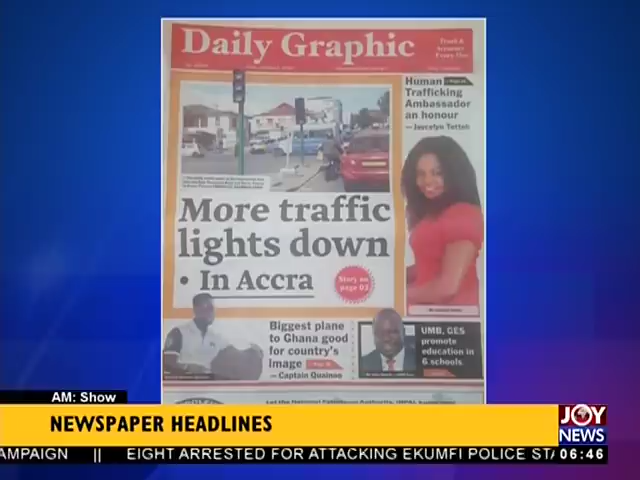 Daily Graphic
Human
Trafficking
Ambassador
an honour
— Joycelyn Tetteh
More traffic
lights down
• In Accra
Story on
page 03
Biggest plane
to Ghana good
for country's
image
— Captain Quainoo
UMB, GES
promote
education in
6 schools
AM: Show
NEWSPAPER HEADLINES
JOY
NEWS
AMPAIGN || EIGHT ARRESTED FOR ATTACKING EKUMFI POLICE STA
06:46